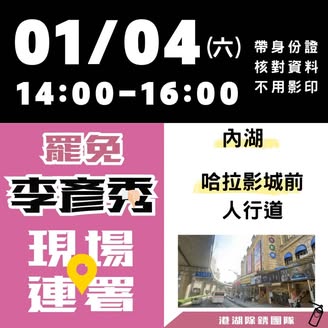 01/04(六)
14:00-16:00
帶身份證
核對資料
不用影印
罷免
李彥秀
現場
連署
內湖
哈拉影城前
人行道
港湖除銹團隊